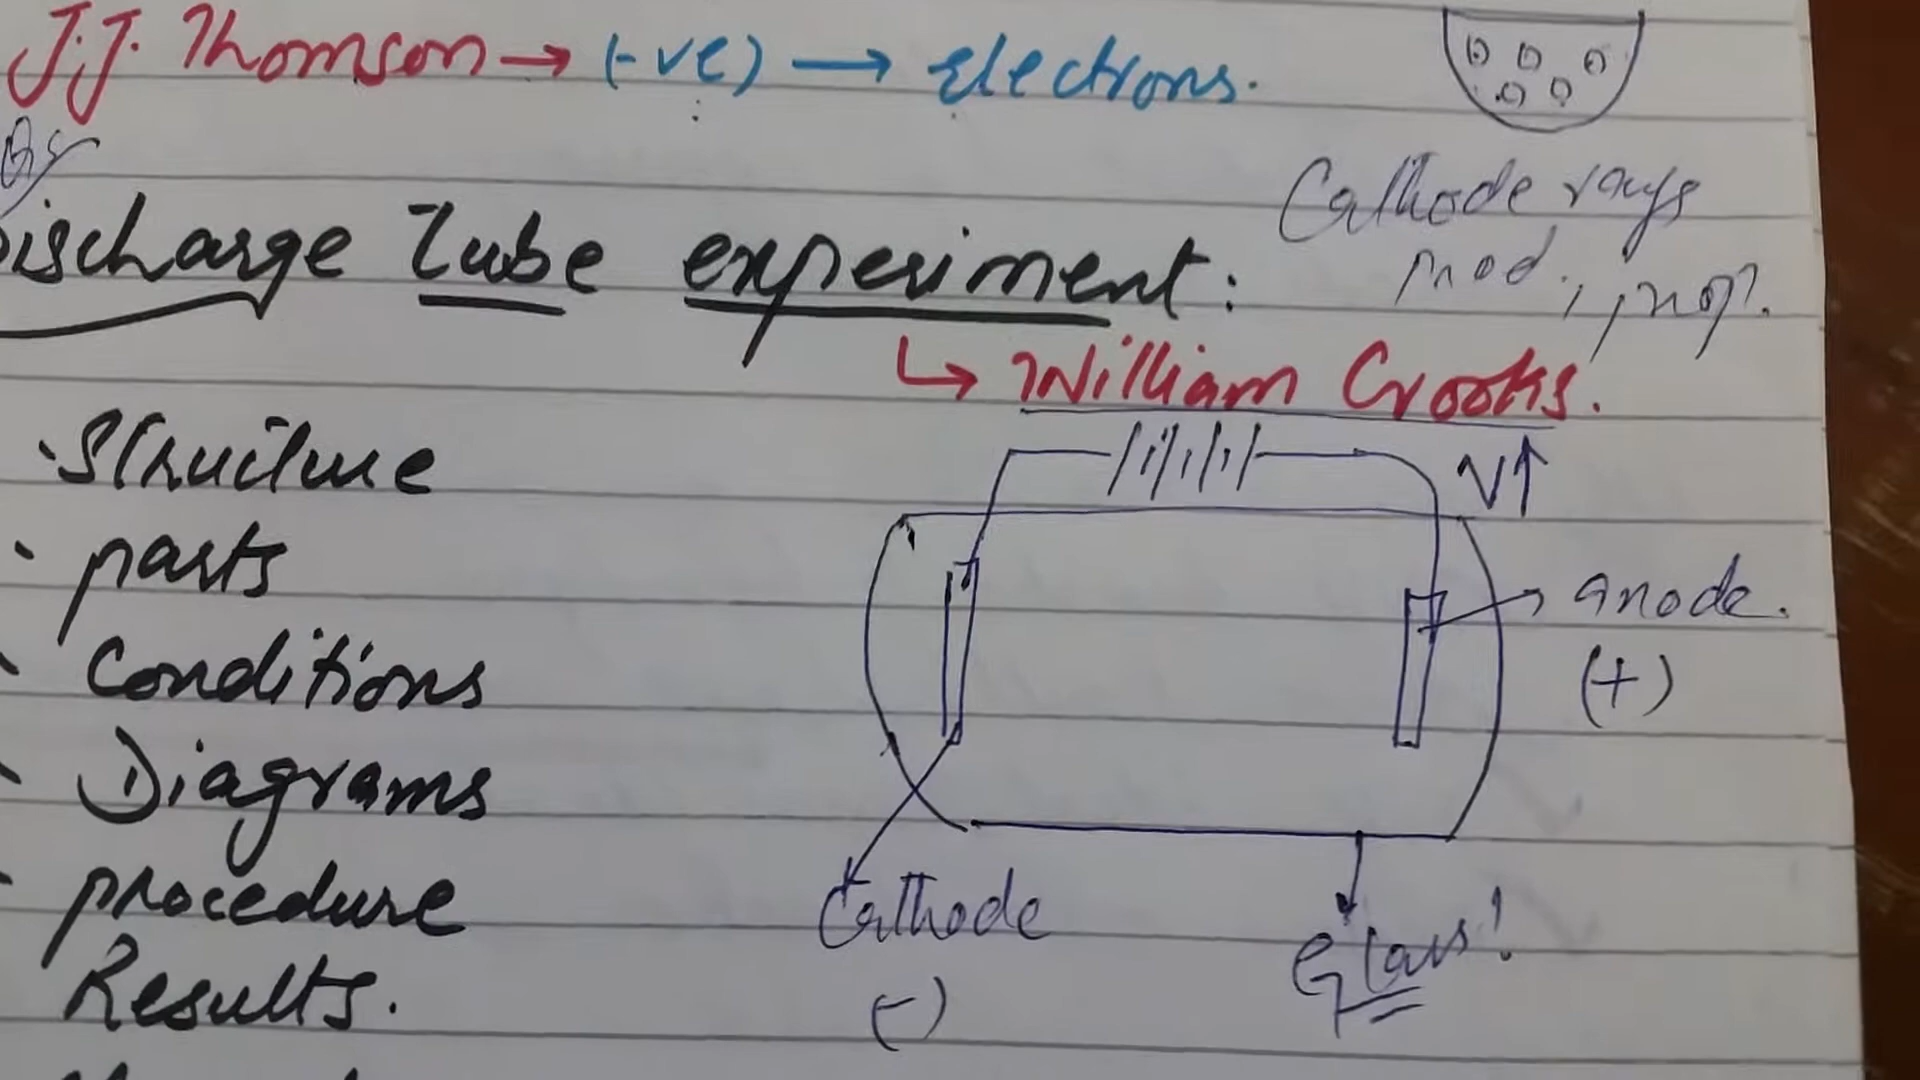 J.J. Thomson → (-ve) → Electrons.
Discharge Tube experiment:
Cathode rays
prod., prop.
↳ William Crooks.
V↑
· Structure
· parts
· Conditions
· Diagrams
· procedure
Results.
anode.
(+)
Cathode
(-)
Glass!